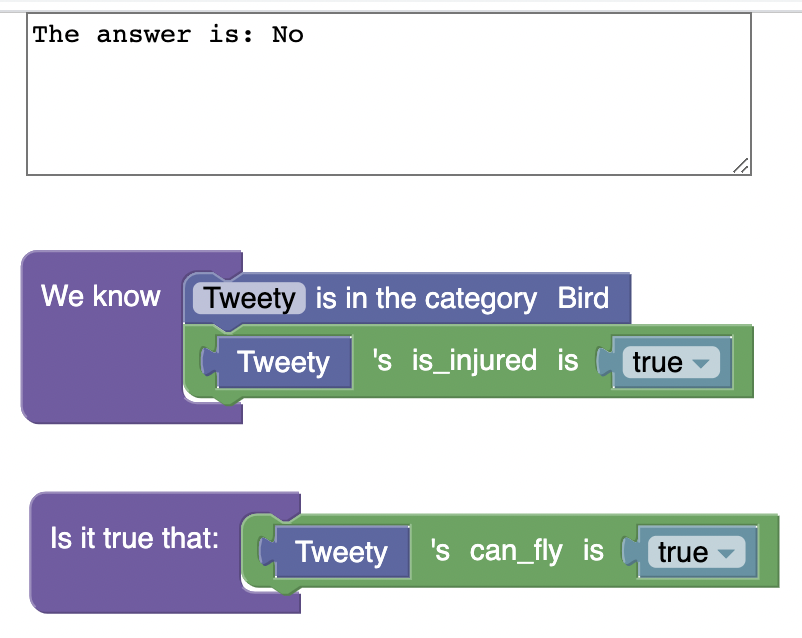 The answer is: No
We know
Tweety is in the category Bird
Tweety 's is_injured is true
Is it true that: Tweety 's can_fly is true